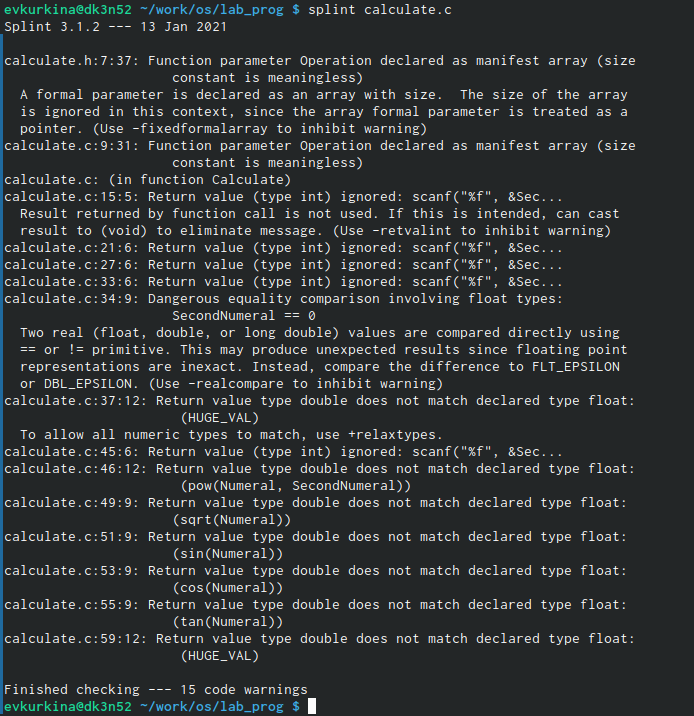 evkurkina@dk3n52 ~/work/os/lab_prog $ splint calculate.c
Splint 3.1.2 --- 13 Jan 2021

calculate.h:7:37: Function parameter Operation declared as manifest array (size
                     constant is meaningless)
  A formal parameter is declared as an array with size.  The size of the array
  is ignored in this context, since the array formal parameter is treated as a
  pointer. (Use -fixedformalarray to inhibit warning)
calculate.c:9:31: Function parameter Operation declared as manifest array (size
                     constant is meaningless)
calculate.c: (in function Calculate)
calculate.c:15:5: Return value (type int) ignored: scanf("%f", &Sec...
  Result returned by function call is not used. If this is intended, can cast
  result to (void) to eliminate message. (Use -retvalint to inhibit warning)
calculate.c:21:6: Return value (type int) ignored: scanf("%f", &Sec...
calculate.c:27:6: Return value (type int) ignored: scanf("%f", &Sec...
calculate.c:33:6: Return value (type int) ignored: scanf("%f", &Sec...
calculate.c:34:9: Dangerous equality comparison involving float types:
                     SecondNumeral == 0
  Two real (float, double, or long double) values are compared directly using
  == or != primitive. This may produce unexpected results since floating point
  representations are inexact. Instead, compare the difference to FLT_EPSILON
  or DBL_EPSILON. (Use -realcompare to inhibit warning)
calculate.c:37:12: Return value type double does not match declared type float:
                      (HUGE_VAL)
  To allow all numeric types to match, use +relaxtypes.
calculate.c:45:6: Return value (type int) ignored: scanf("%f", &Sec...
calculate.c:46:12: Return value type double does not match declared type float:
                      (pow(Numeral, SecondNumeral))
calculate.c:49:9: Return value type double does not match declared type float:
                     (sqrt(Numeral))
calculate.c:51:9: Return value type double does not match declared type float:
                     (sin(Numeral))
calculate.c:53:9: Return value type double does not match declared type float:
                     (cos(Numeral))
calculate.c:55:9: Return value type double does not match declared type float:
                     (tan(Numeral))
calculate.c:59:12: Return value type double does not match declared type float:
                      (HUGE_VAL)

Finished checking --- 15 code warnings
evkurkina@dk3n52 ~/work/os/lab_prog $